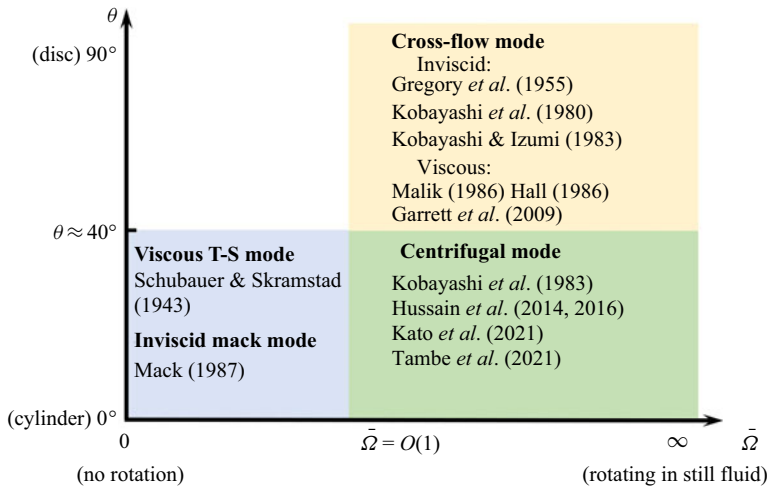 θ
(disc) 90°
Cross-flow mode
Inviscid:
Gregory et al. (1955)
Kobayashi et al. (1980)
Kobayashi & Izumi (1983)
Viscous:
Malik (1986) Hall (1986)
Garrett et al. (2009)
θ ≈ 40°
Viscous T-S mode
Schubauer & Skramstad
(1943)
Inviscid mack mode
Mack (1987)
Centrifugal mode
Kobayashi et al. (1983)
Hussain et al. (2014, 2016)
Kato et al. (2021)
Tambe et al. (2021)
(cylinder) 0°
0
Ω̄ = O(1)
∞
Ω̄
(no rotation)
(rotating in still fluid)